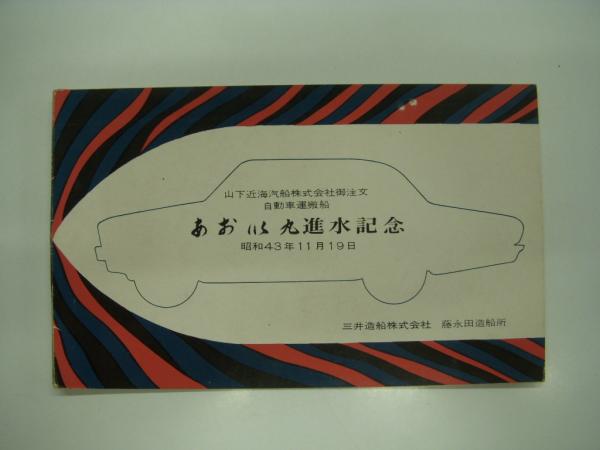 山下近海汽船株式会社御注文
自動車運搬船
あおい丸進水記念
昭和43年11月19日
三井造船株式会社 藤永田造船所